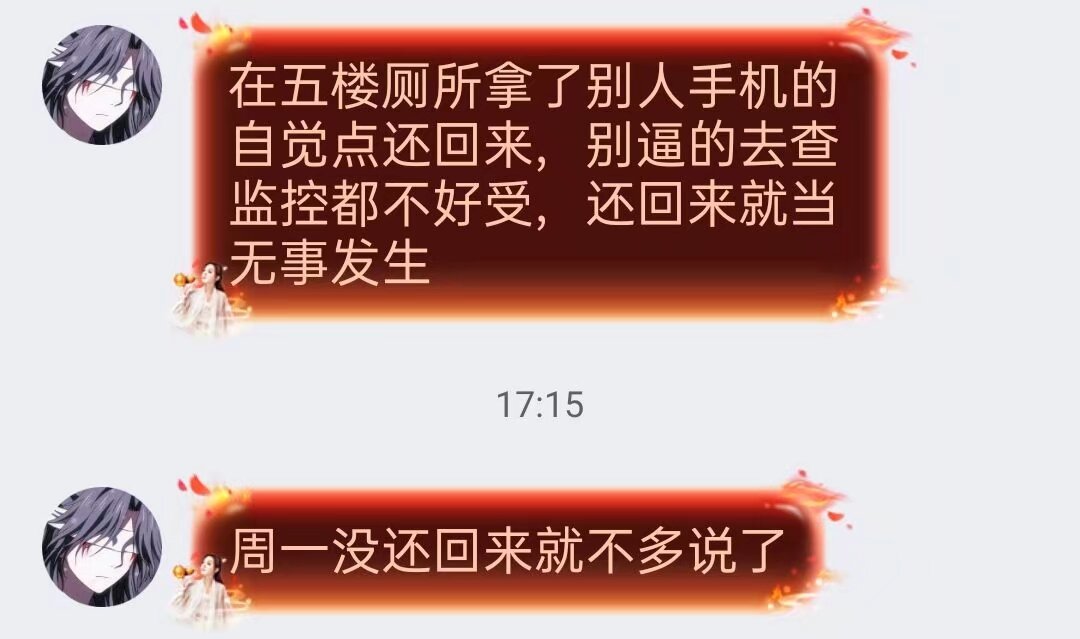 在五楼厕所拿了别人手机的
自觉点还回来，别逼的去查
监控都不好受，还回来就当
无事发生
17:15
周一没还回来就不多说了